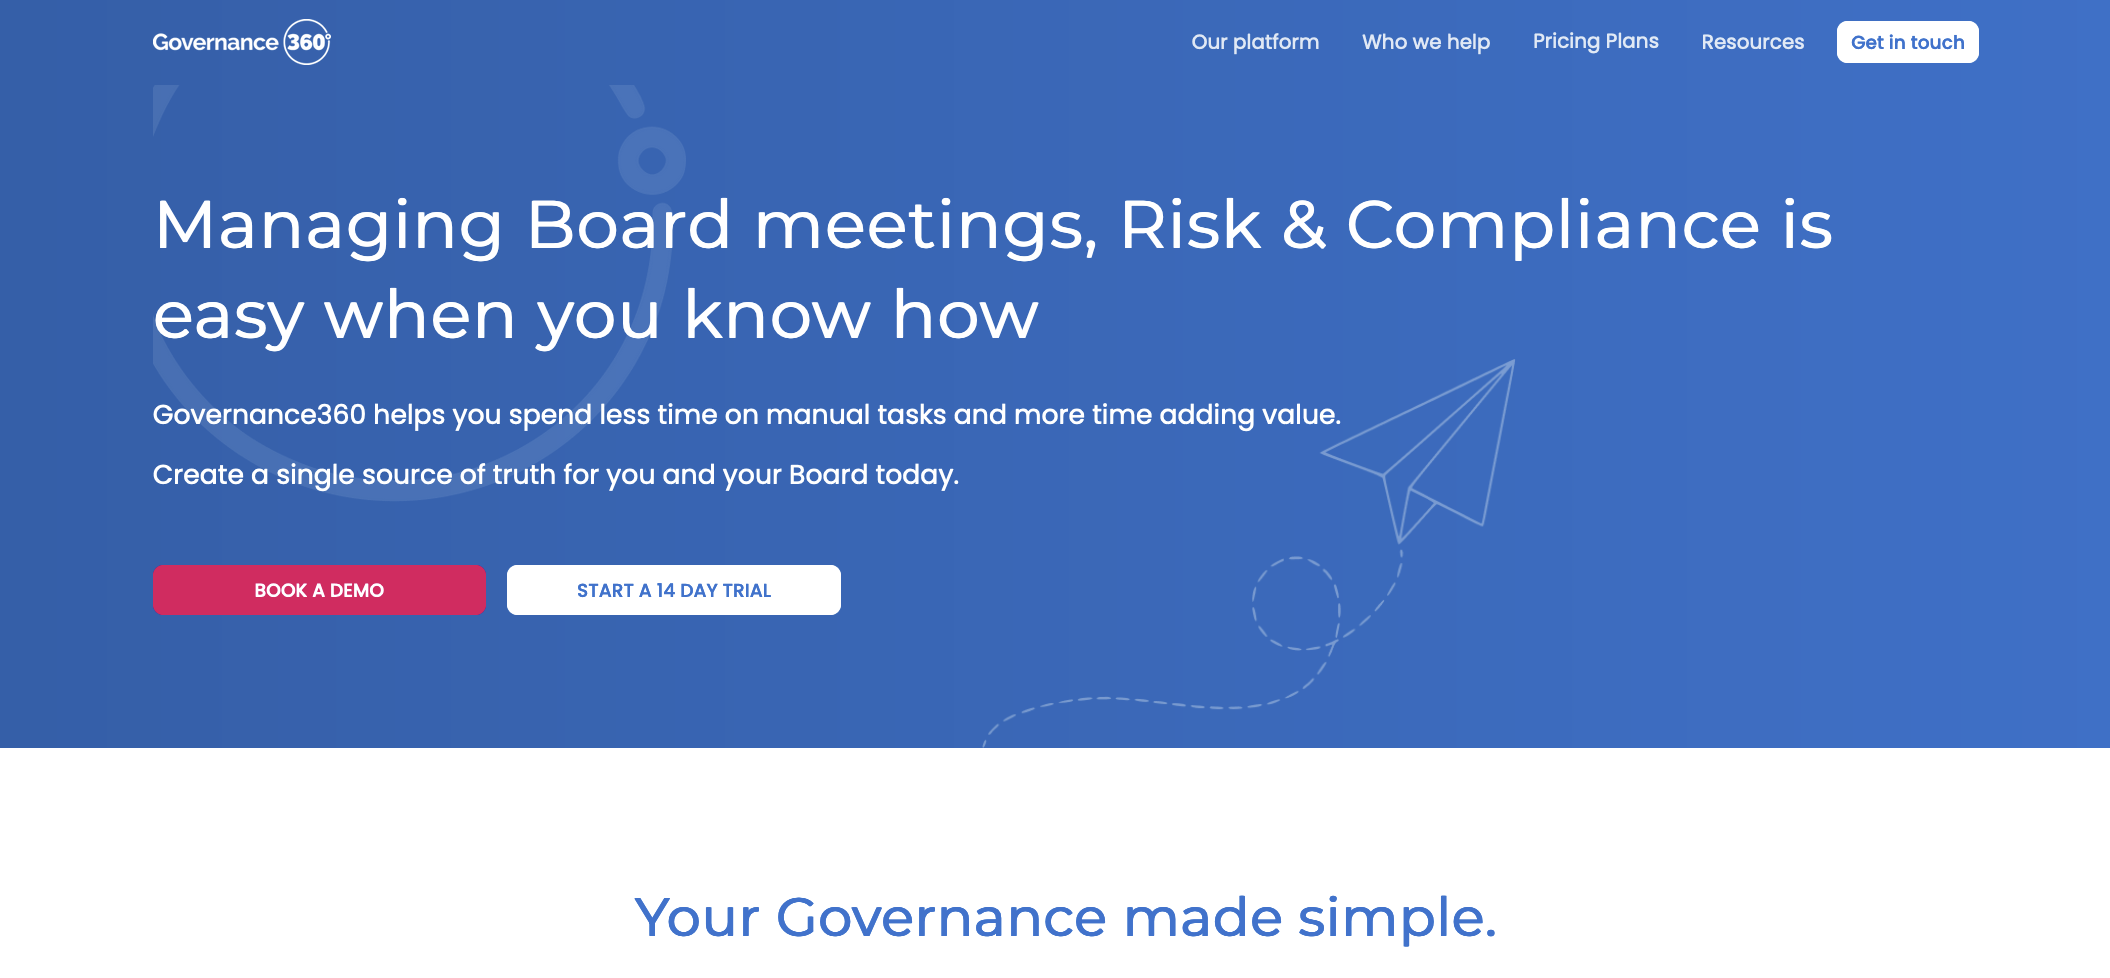 Governance 360°
Our platform
Who we help
Pricing Plans
Resources
Get in touch
Managing Board meetings, Risk & Compliance is
easy when you know how
Governance360 helps you spend less time on manual tasks and more time adding value.
Create a single source of truth for you and your Board today.
BOOK A DEMO
START A 14 DAY TRIAL
Your Governance made simple.